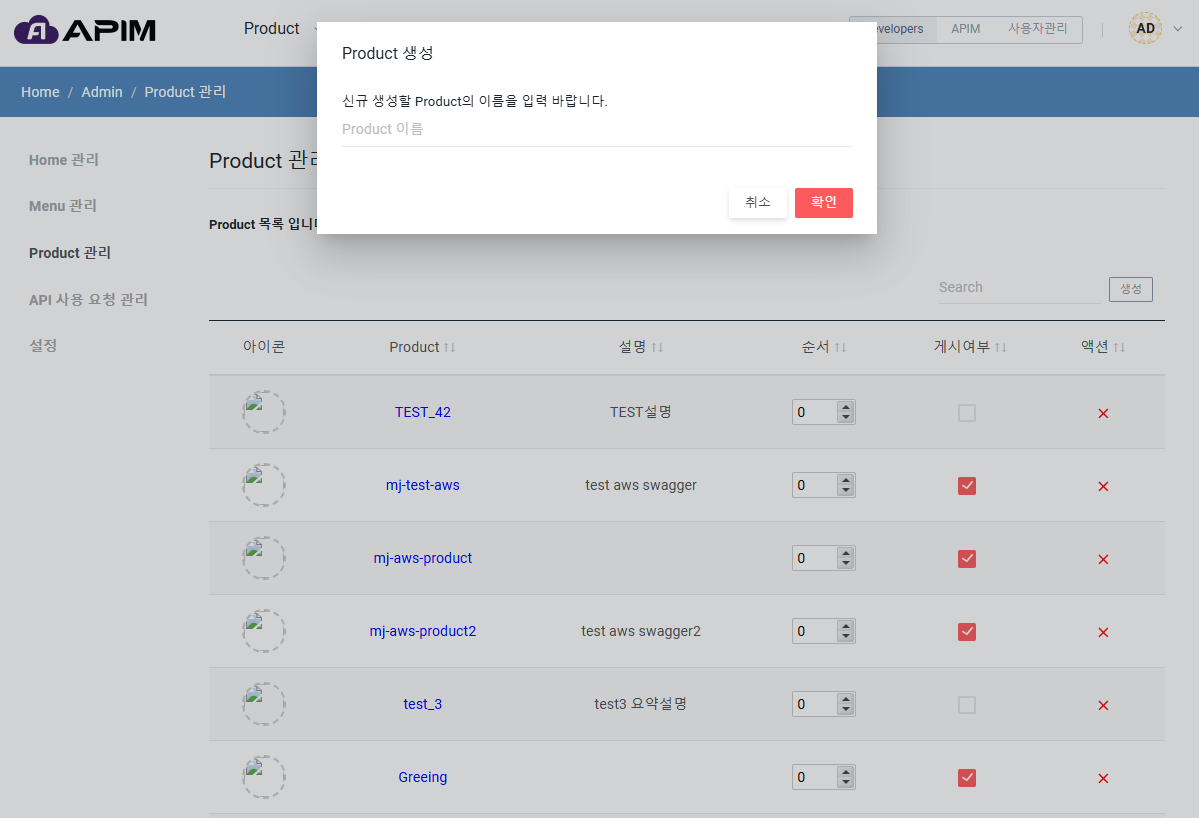 APIM
Product
evelopers
APIM
사용자관리
AD
Product 생성
신규 생성할 Product의 이름을 입력 바랍니다.
Product 이름
취소
확인
Home / Admin / Product 관리
Home 관리
Menu 관리
Product 관리
API 사용 요청 관리
설정
Product 관리
Product 목록 입니
Search
생성
아이콘 Product ↑↓ 설명 ↑↓ 순서 ↑↓ 게시여부 ↑↓ 액션 ↑↓
TEST_42 TEST설명 0
mj-test-aws test aws swagger 0
mj-aws-product 0
mj-aws-product2 test aws swagger2 0
test_3 test3 요약설명 0
Greeing 0